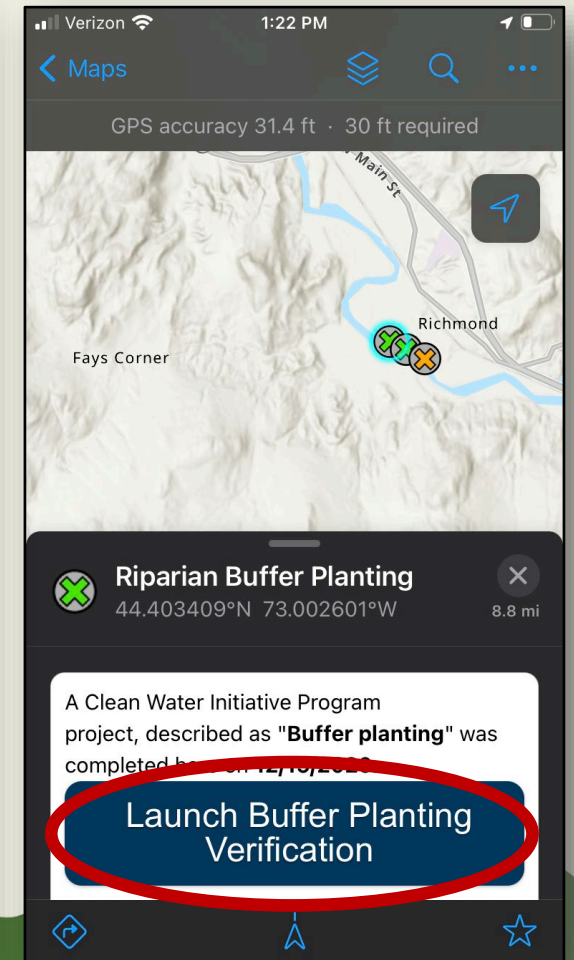 Verizon 1:22 PM
Maps
GPS accuracy 31.4 ft · 30 ft required
Main St
Richmond
Fays Corner
Riparian Buffer Planting
44.403409°N 73.002601°W 8.8 mi
A Clean Water Initiative Program
project, described as "Buffer planting" was
completed on
Launch Buffer Planting
Verification